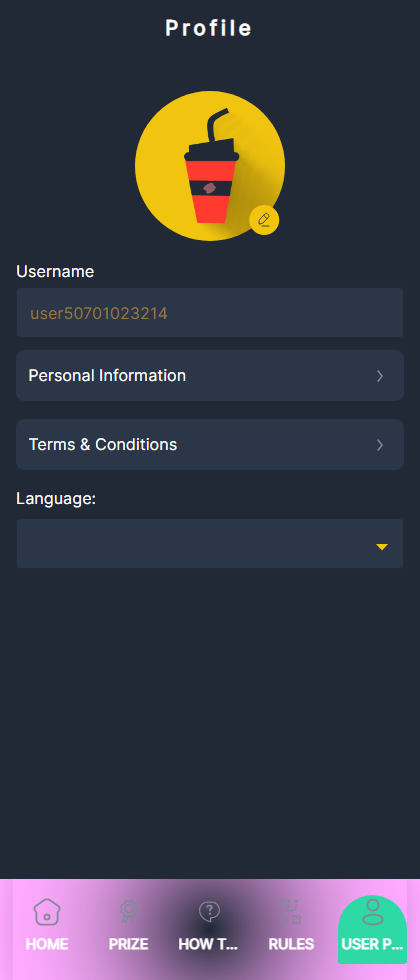 Profile
Username
user50701023214
Personal Information
Terms & Conditions
Language:
HOME
PRIZE
HOW T...
RULES
USER P...